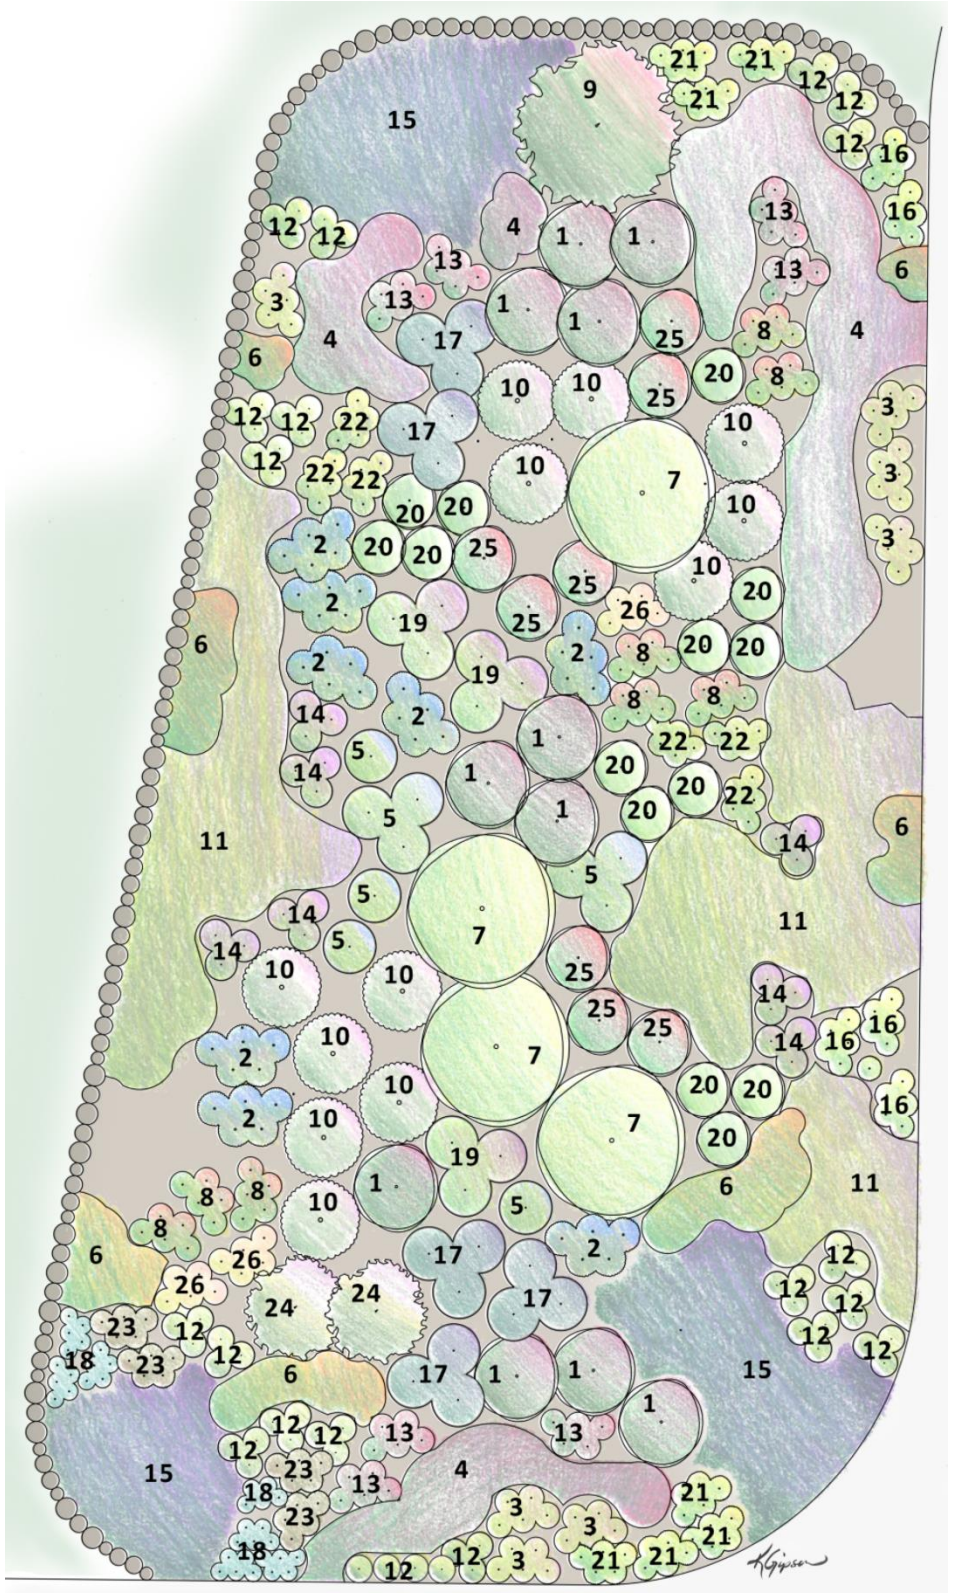 15 9 21 21 12
21 12
12 16
12 12 4 1 1 13 16
13 13 6
3 13 1 1 8 4
4 17 25
6 10 10 25 20 8
12 12 22 17 10 3
12 22 22 10 7 3
20 20 10
2 20 20 25 25 10 3
2 19 25 26 20
6 2 19 2 8 20 20
14 2 1 8 8
5 22 22
14 1 20 20 22
5 1 20 6
11 5 14
5 7 11
14 5
14 10 10 25
25 25 14 16 16
2 10 7 14
10 20 20 16
2 10 7 20
19
8 8 10 1 5 6 11
8
6 26 17 2 12
26 24 24 17 12 12
23 12 12
18 23 12 6 17 1 1 15 12
1
12 12 12 13 13
15 23 13 4
18 23 3 3 21
18 12 12 3 21 21 21
KGipson